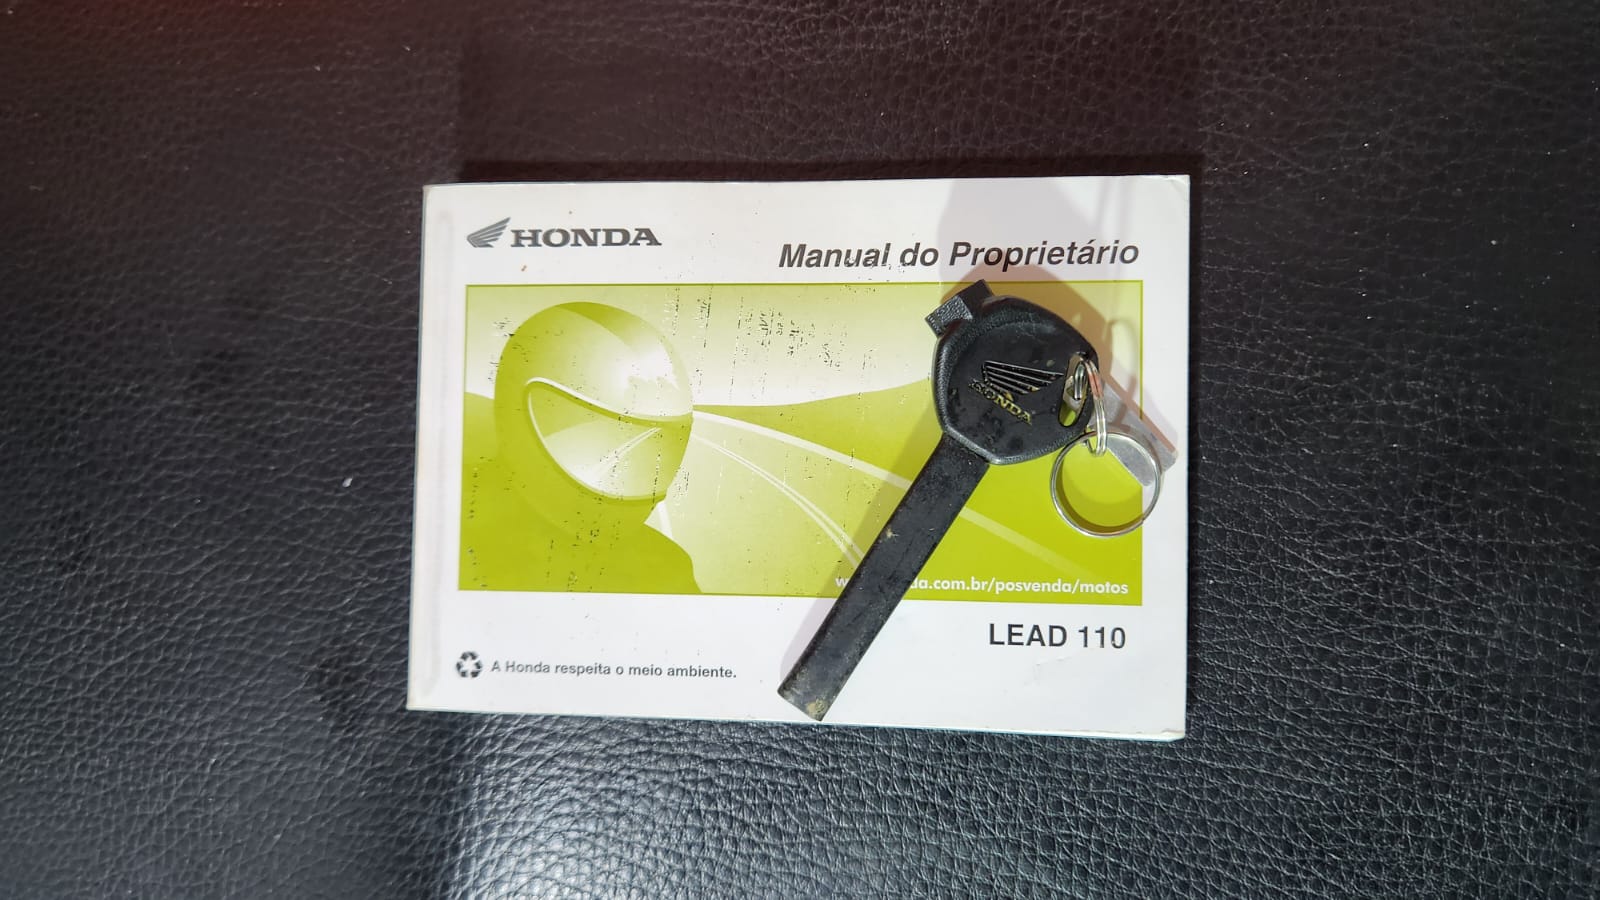 HONDA
Manual do Proprietário
HONDA
da.com.br/posvenda/motos
LEAD 110
A Honda respeita o meio ambiente.